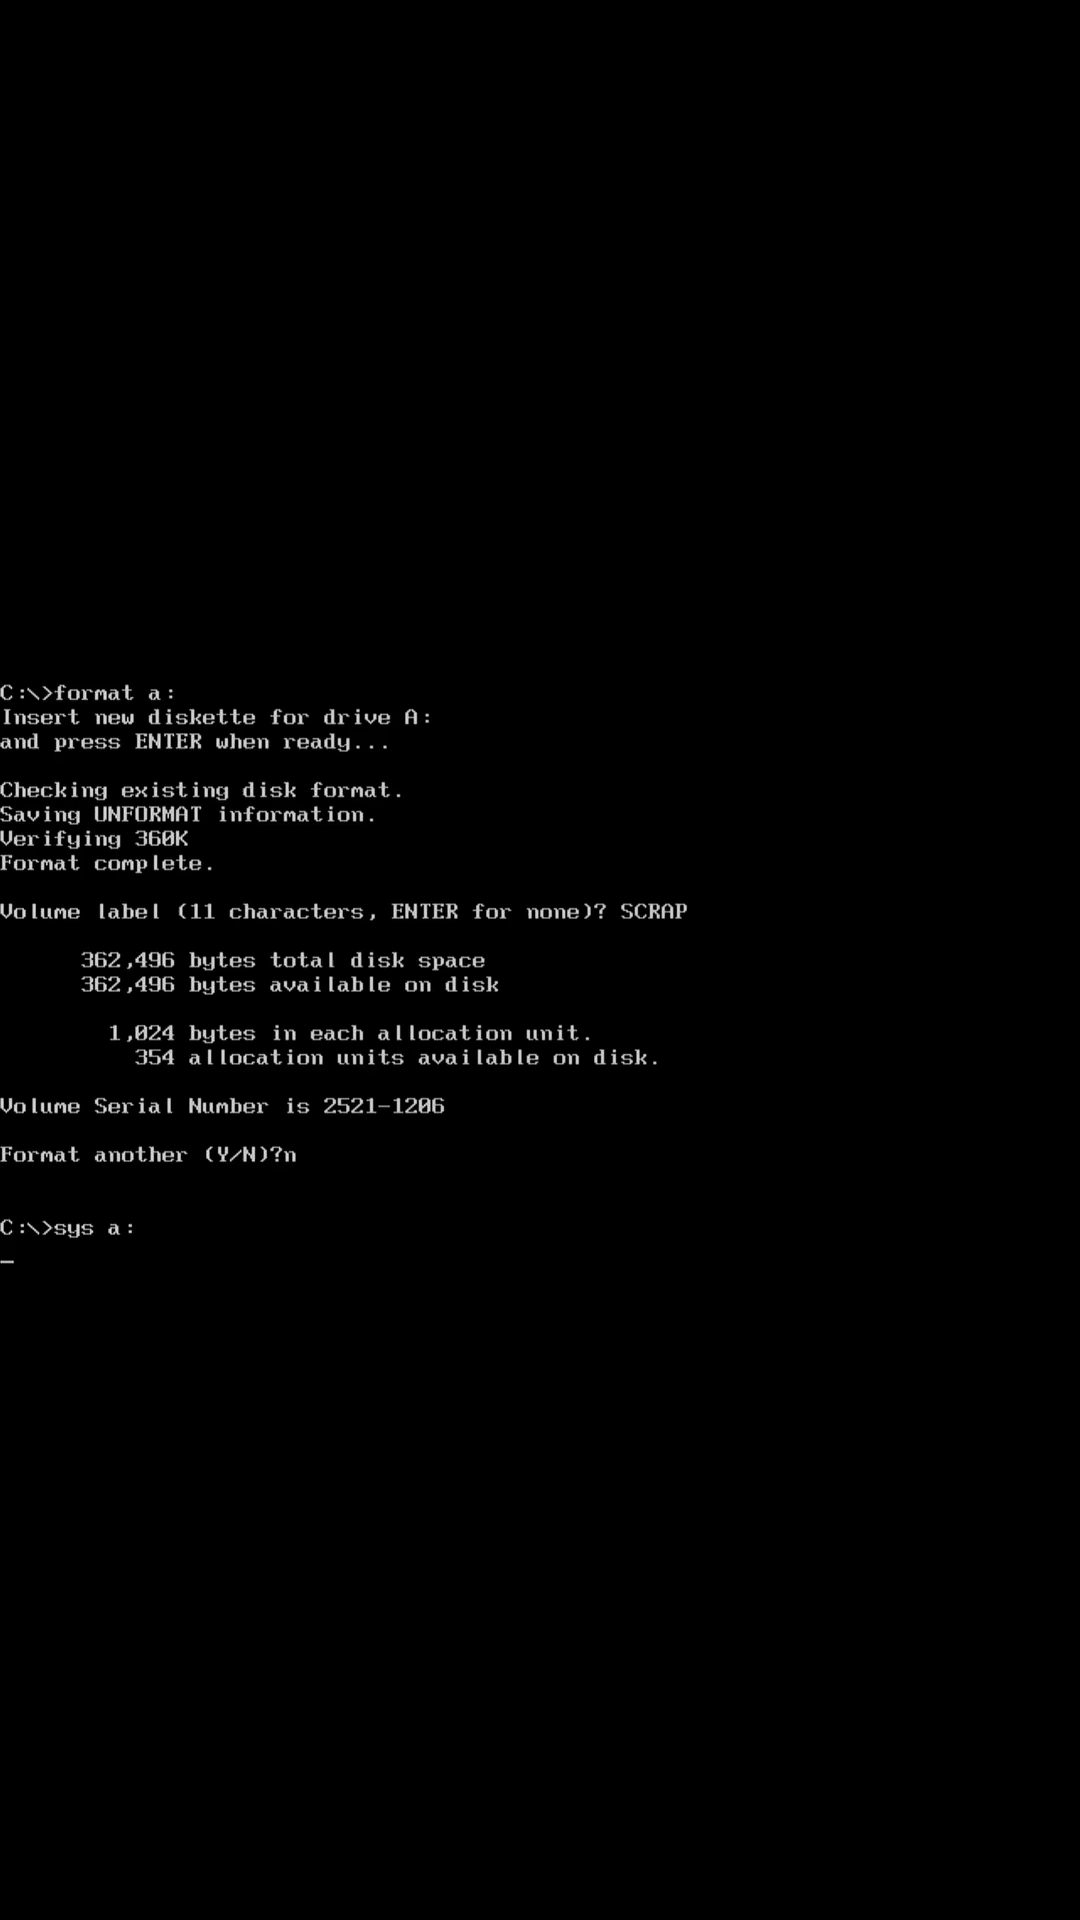 C:\>format a:
Insert new diskette for drive A:
and press ENTER when ready...
Checking existing disk format.
Saving UNFORMAT information.
Verifying 360K
Format complete.
Volume label (11 characters, ENTER for none)? SCRAP
362,496 bytes total disk space
362,496 bytes available on disk
1,024 bytes in each allocation unit.
354 allocation units available on disk.
Volume Serial Number is 2521-1206
Format another (Y/N)?n
C:\>sys a: